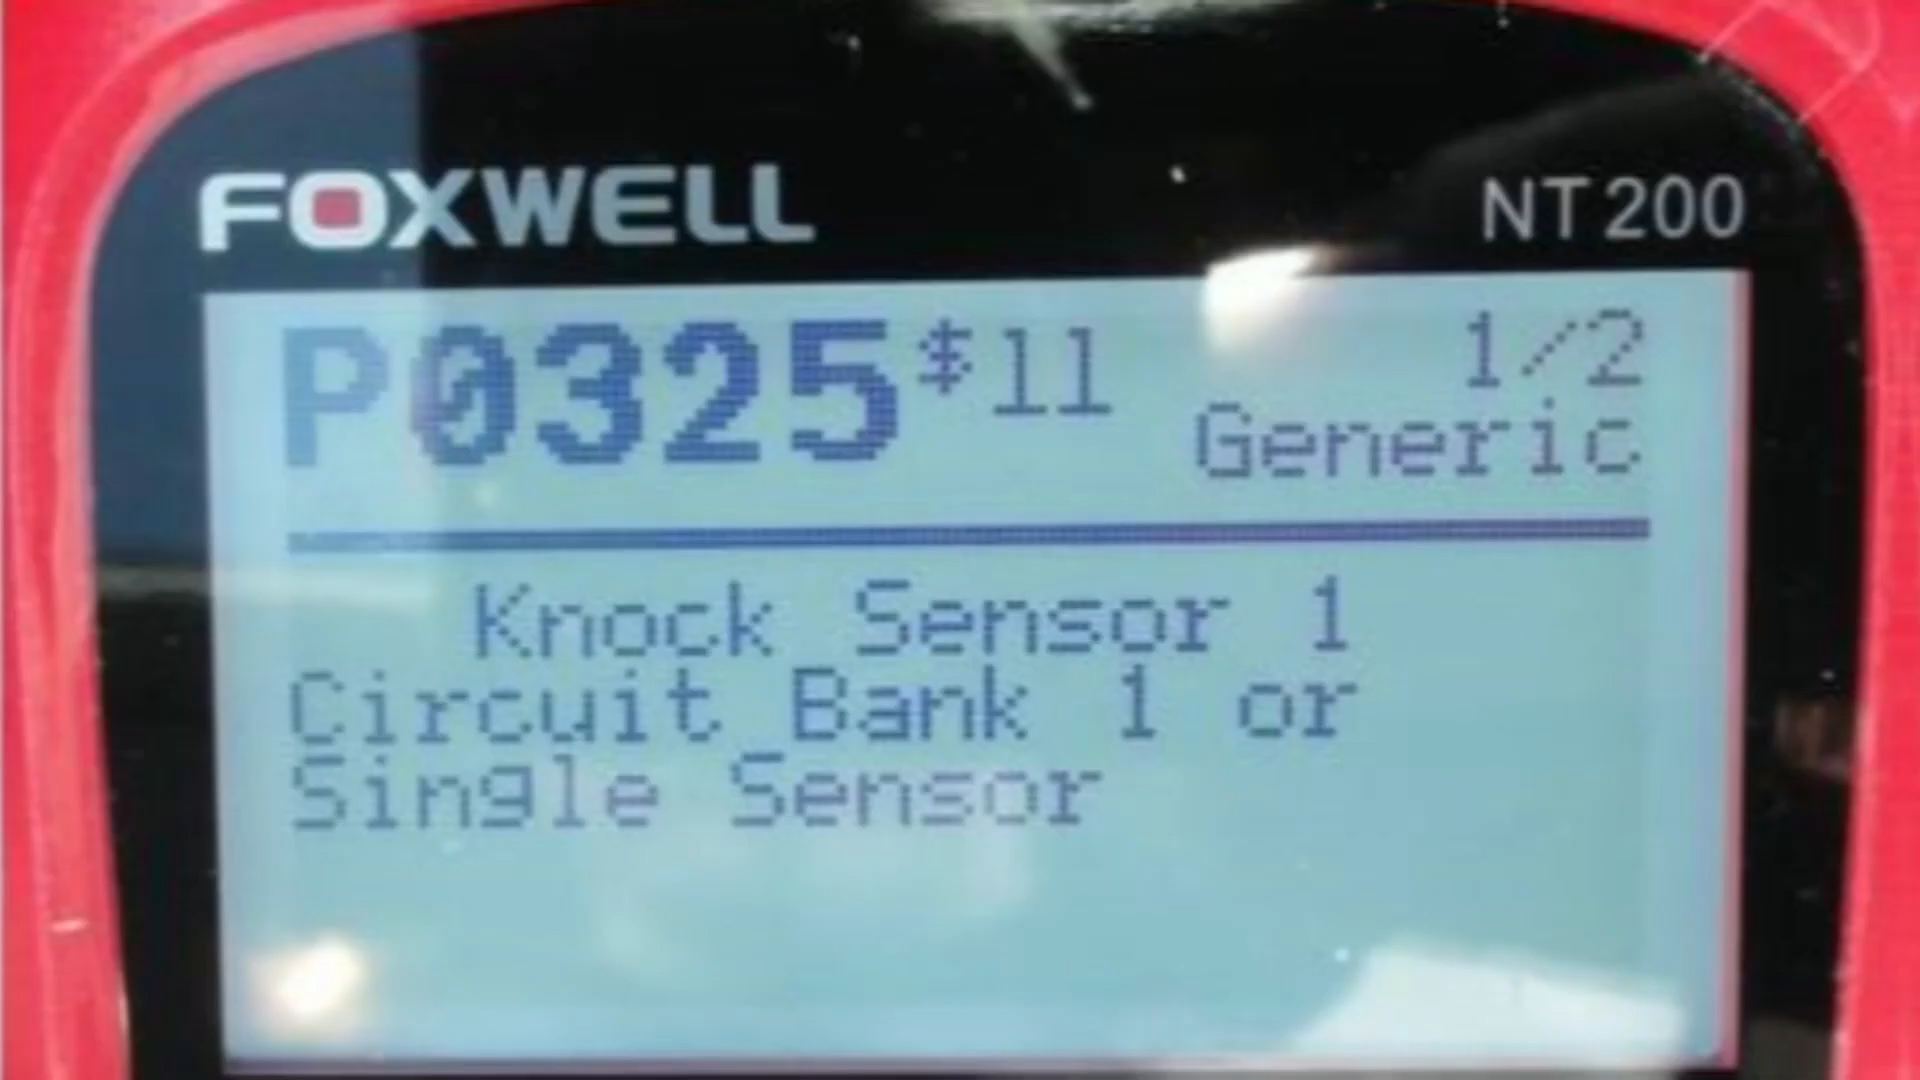 FOXWELL
NT200
P0325 $11
1/2
Generic
Knock Sensor 1
Circuit Bank 1 or
Single Sensor